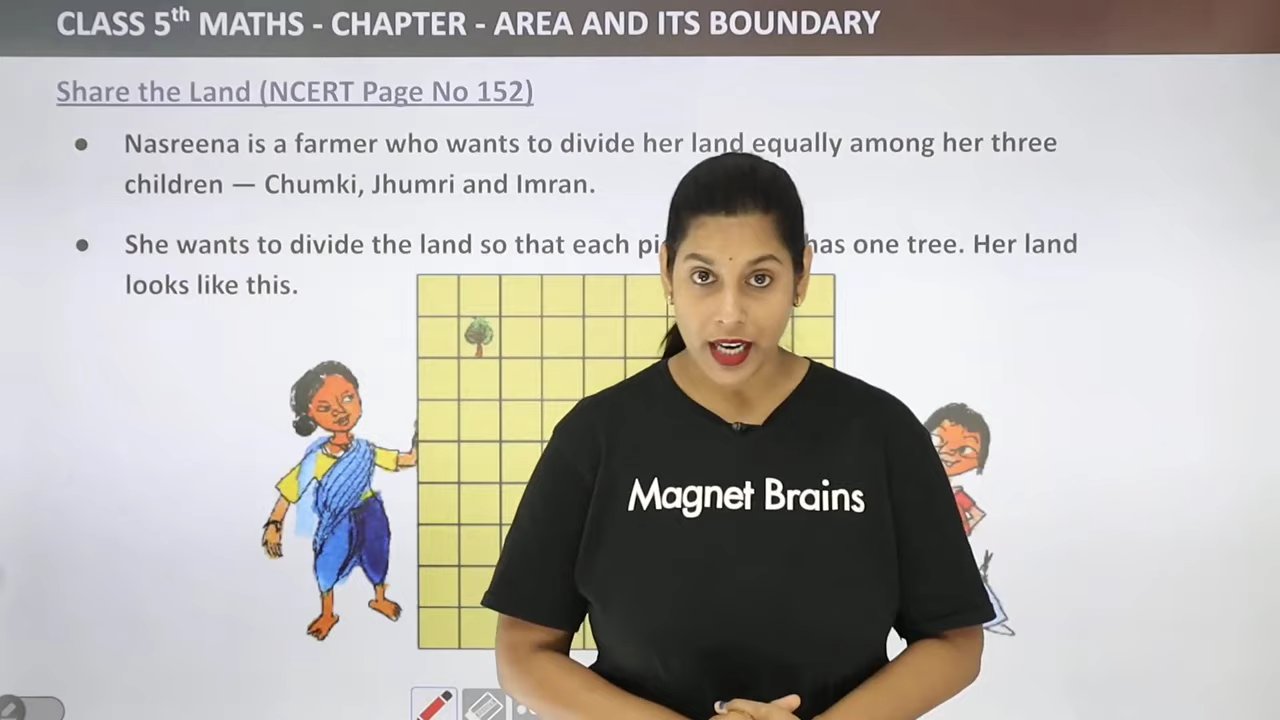 CLASS 5th MATHS - CHAPTER - AREA AND ITS BOUNDARY
Share the Land (NCERT Page No 152)
● Nasreena is a farmer who wants to divide her land equally among her three
children — Chumki, Jhumri and Imran.
● She wants to divide the land so that each has one tree. Her land
looks like this.
Magnet Brains